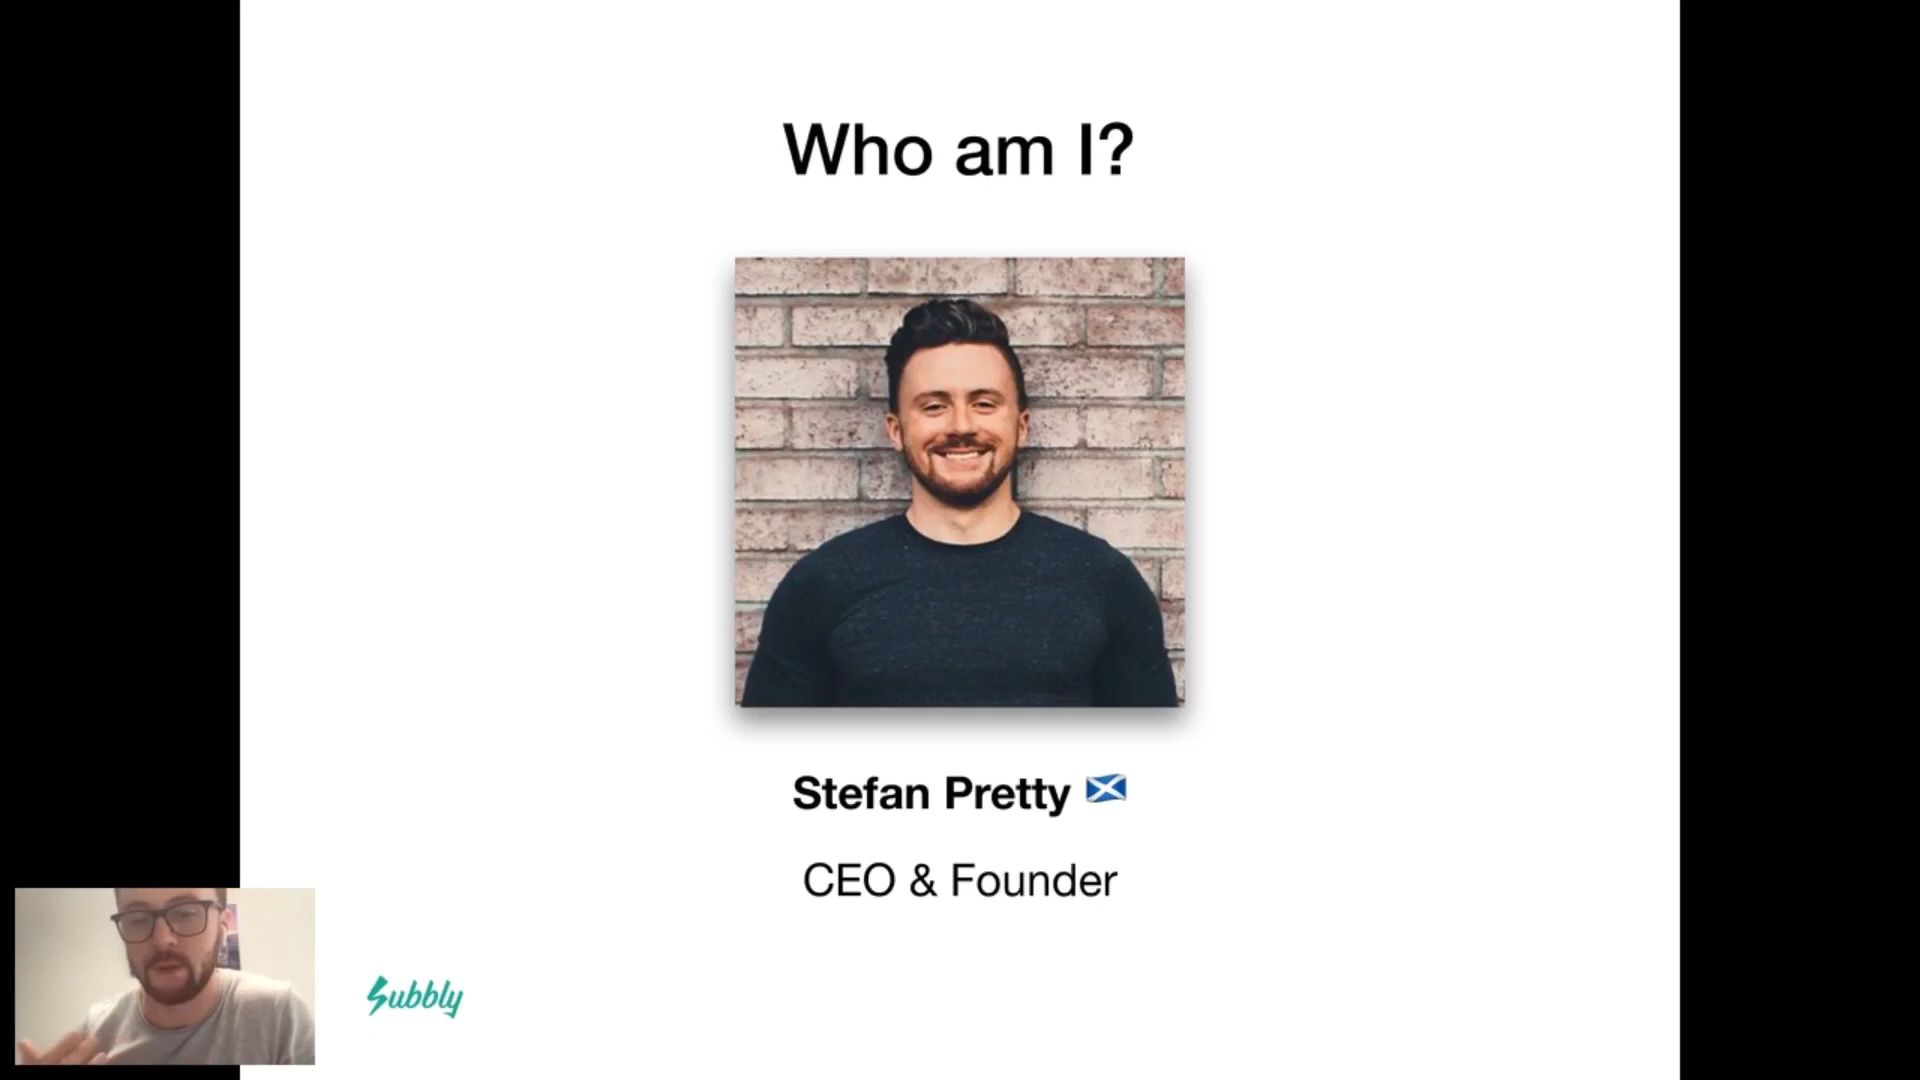 Who am I?
Stefan Pretty 🏴󠁧󠁢󠁳󠁣󠁴󠁿
CEO & Founder
Subbly